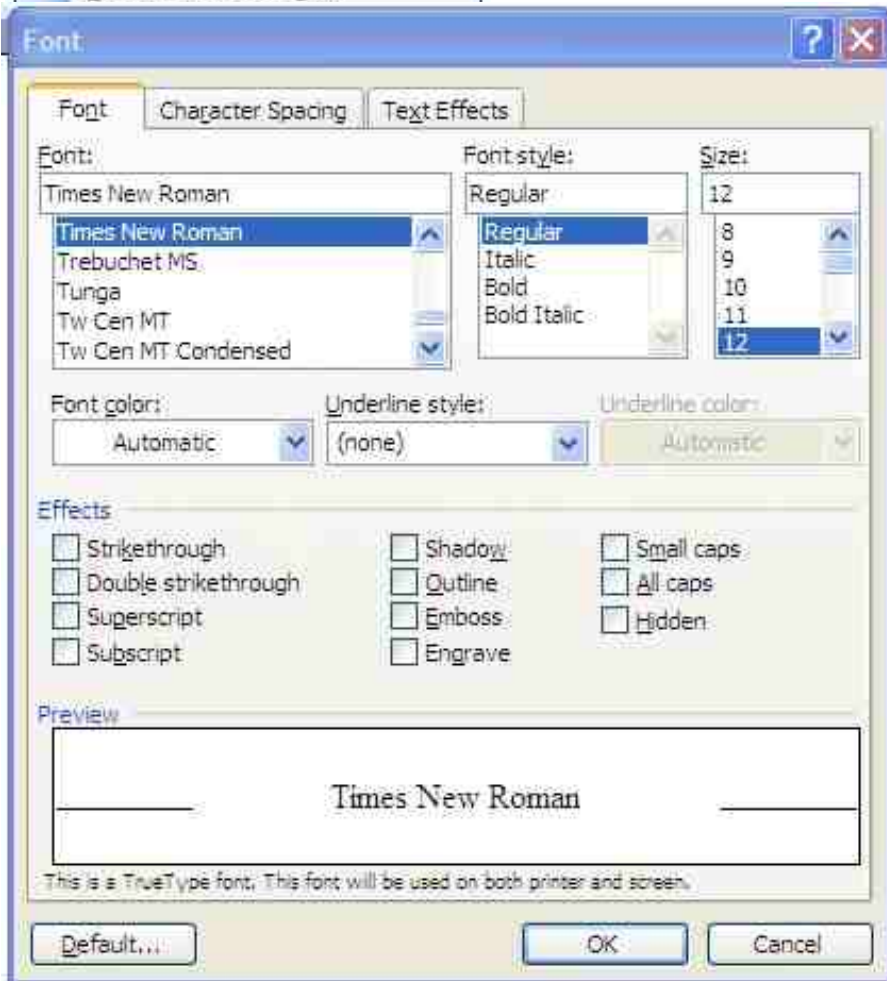 Font
Font Character Spacing Text Effects
Font: Font style: Size:
Times New Roman Regular 12
Times New Roman Regular 8
Trebuchet MS Italic 9
Tunga Bold 10
Tw Cen MT Bold Italic 11
Tw Cen MT Condensed 12
Font color: Underline style: Underline color:
Automatic (none) Automatic
Effects
Strikethrough Shadow Small caps
Double strikethrough Outline All caps
Superscript Emboss Hidden
Subscript Engrave
Preview
Times New Roman
This is a TrueType font. This font will be used on both printer and screen.
Default... OK Cancel